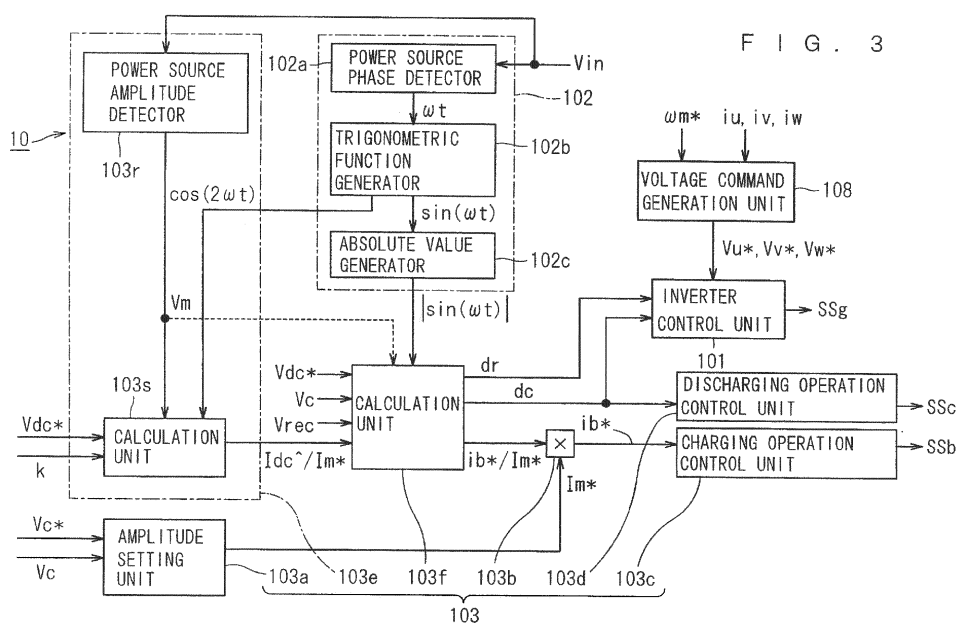 FIG. 3
10
POWER SOURCE
AMPLITUDE
DETECTOR
103r
102a
POWER SOURCE
PHASE DETECTOR
Vin
102
ωt
TRIGONOMETRIC
FUNCTION
GENERATOR
102b
cos(2ωt)
sin(ωt)
ABSOLUTE VALUE
GENERATOR
102c
|sin(ωt)|
ωm*
iu, iv, iw
VOLTAGE COMMAND
GENERATION UNIT
108
Vu*, Vv*, Vw*
INVERTER
CONTROL UNIT
SSg
101
Vm
103s
Vdc*
k
CALCULATION
UNIT
Idc^/Im*
Vdc*
Vc
Vrec
CALCULATION
UNIT
dr
dc
ib*/Im*
×
ib*
Im*
DISCHARGING OPERATION
CONTROL UNIT
SSc
CHARGING OPERATION
CONTROL UNIT
SSb
Vc*
Vc
AMPLITUDE
SETTING
UNIT
103a
103e
103f
103b
103d
103c
103